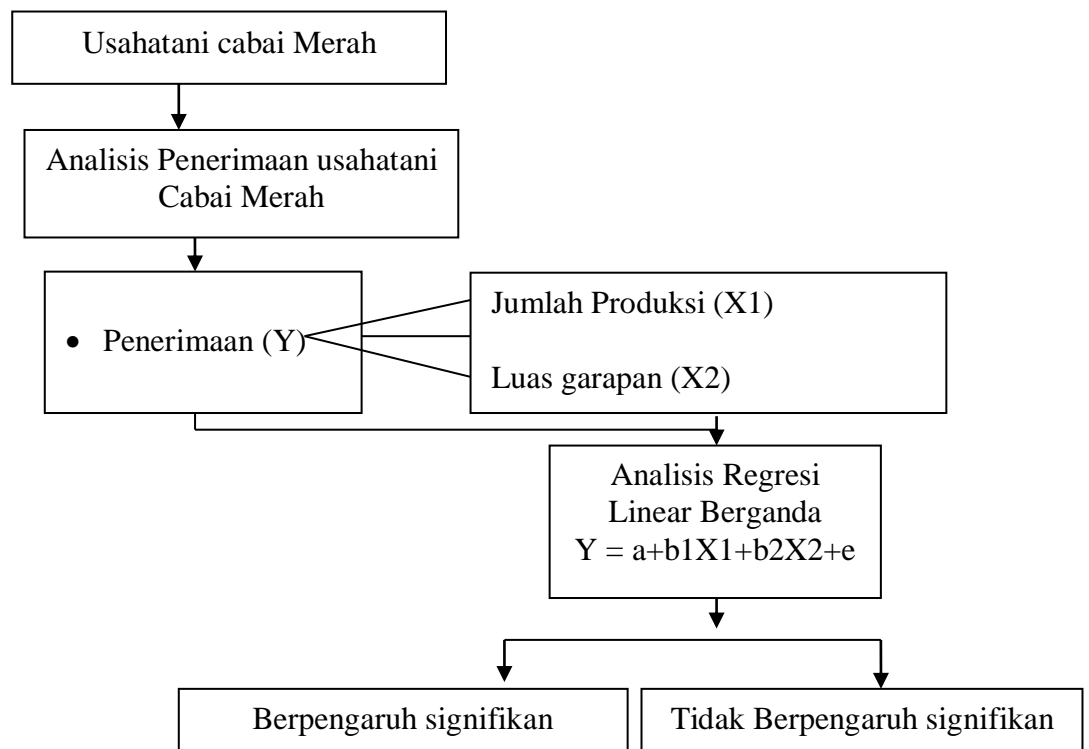 Usahatani cabai Merah
Analisis Penerimaan usahatani
Cabai Merah
• Penerimaan (Y)
Jumlah Produksi (X1)
Luas garapan (X2)
Analisis Regresi
Linear Berganda
Y = a+b1X1+b2X2+e
Berpengaruh signifikan
Tidak Berpengaruh signifikan